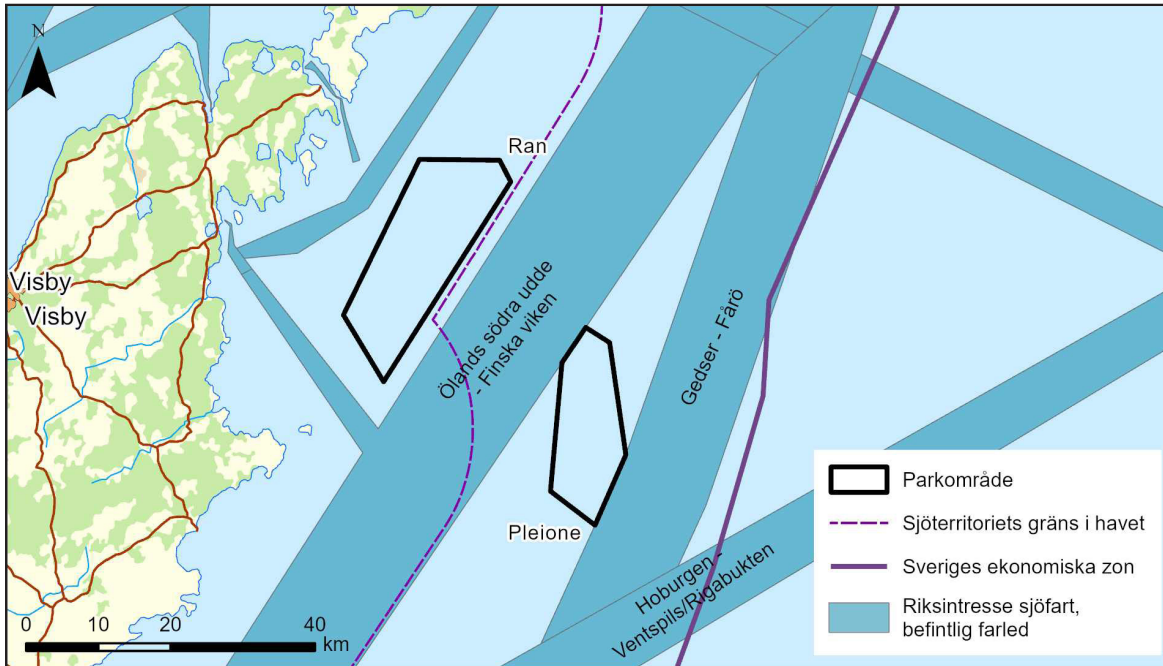 N
Ran
Visby
Visby
Ölands södra udde
- Finska viken
Gedser - Fårö
Pleione
Hoburgen -
Ventspils/Rigabukten
Parkområde
Sjöterritoriets gräns i havet
Sveriges ekonomiska zon
Riksintresse sjöfart,
befintlig farled
0 10 20 40
km